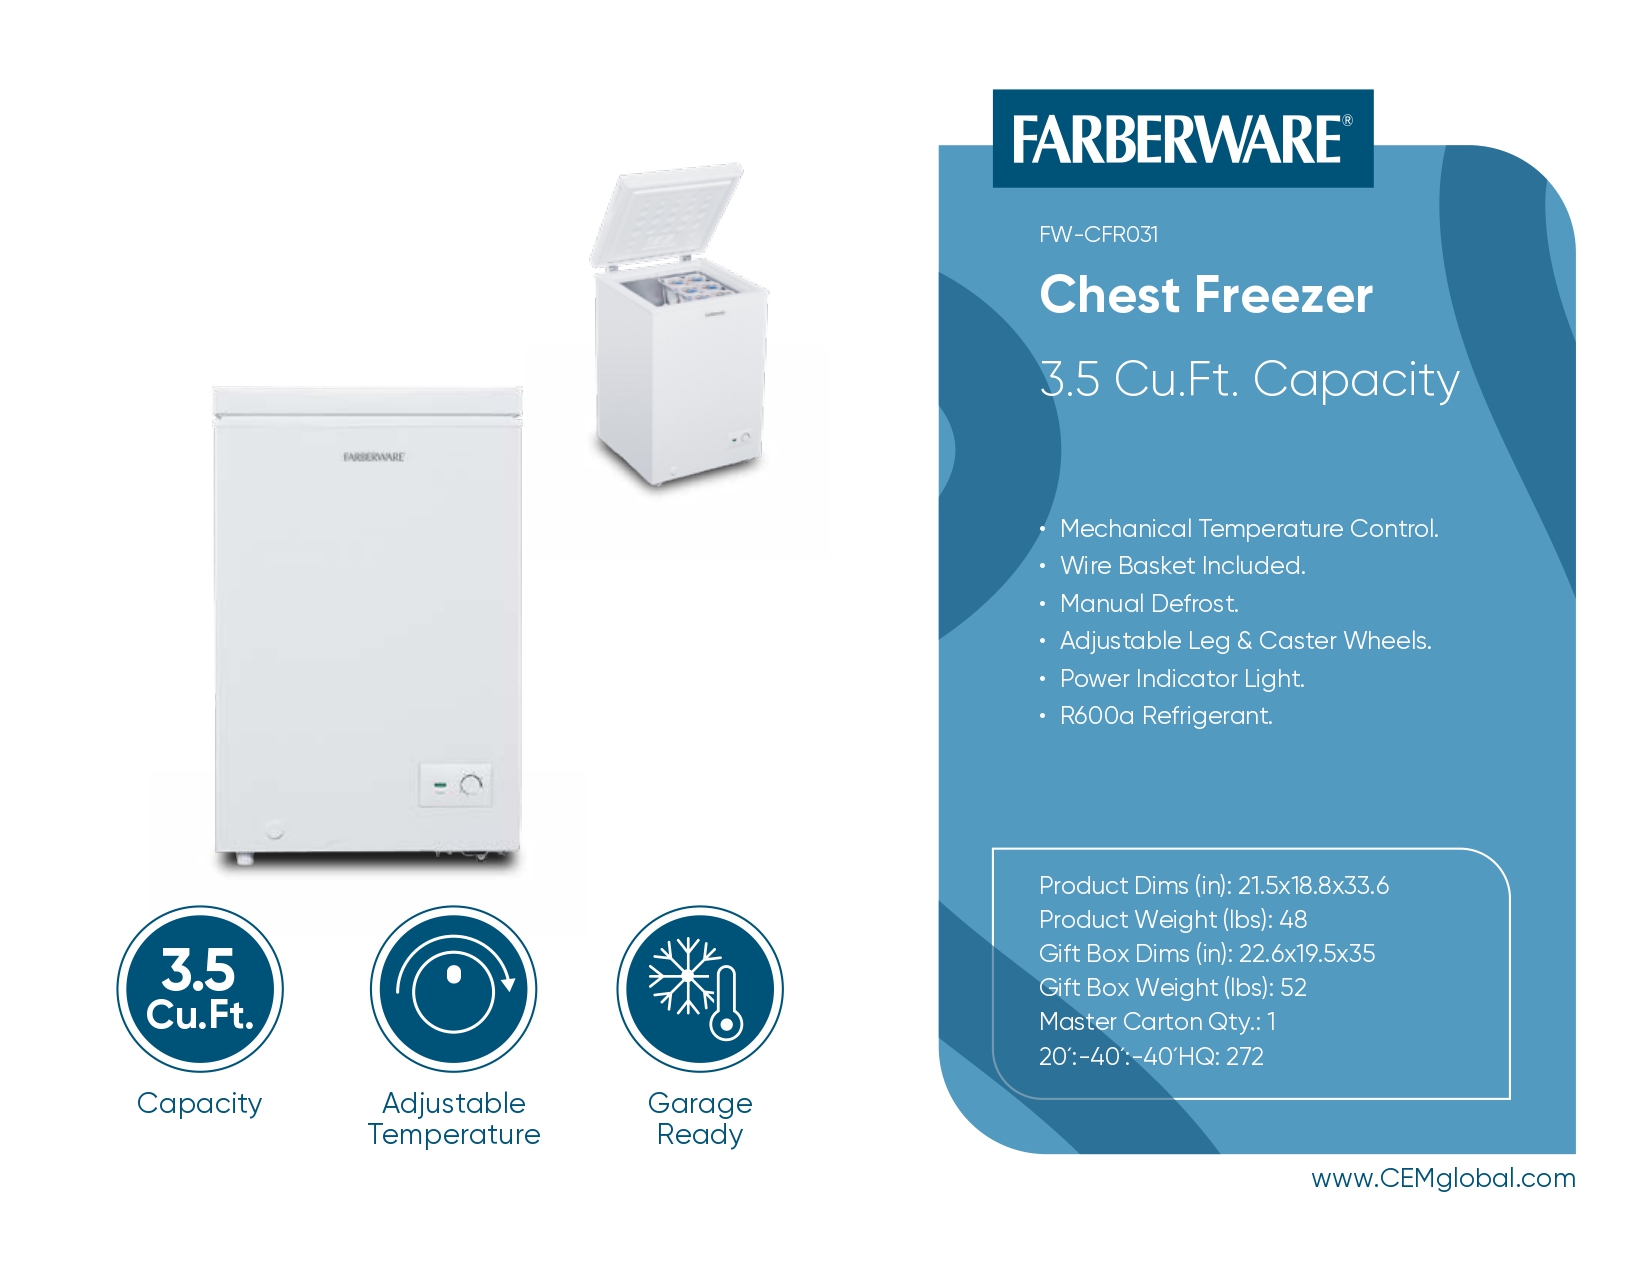 FARBERWARE®
FW-CFR031
Chest Freezer
3.5 Cu.Ft. Capacity
• Mechanical Temperature Control.
• Wire Basket Included.
• Manual Defrost.
• Adjustable Leg & Caster Wheels.
• Power Indicator Light.
• R600a Refrigerant.
Product Dims (in): 21.5x18.8x33.6
Product Weight (lbs): 48
Gift Box Dims (in): 22.6x19.5x35
Gift Box Weight (lbs): 52
Master Carton Qty.: 1
20´:-40´:-40´HQ: 272
www.CEMglobal.com
FARBERWARE
FARBERWARE
3.5
Cu.Ft.
Capacity
Adjustable
Temperature
Garage
Ready